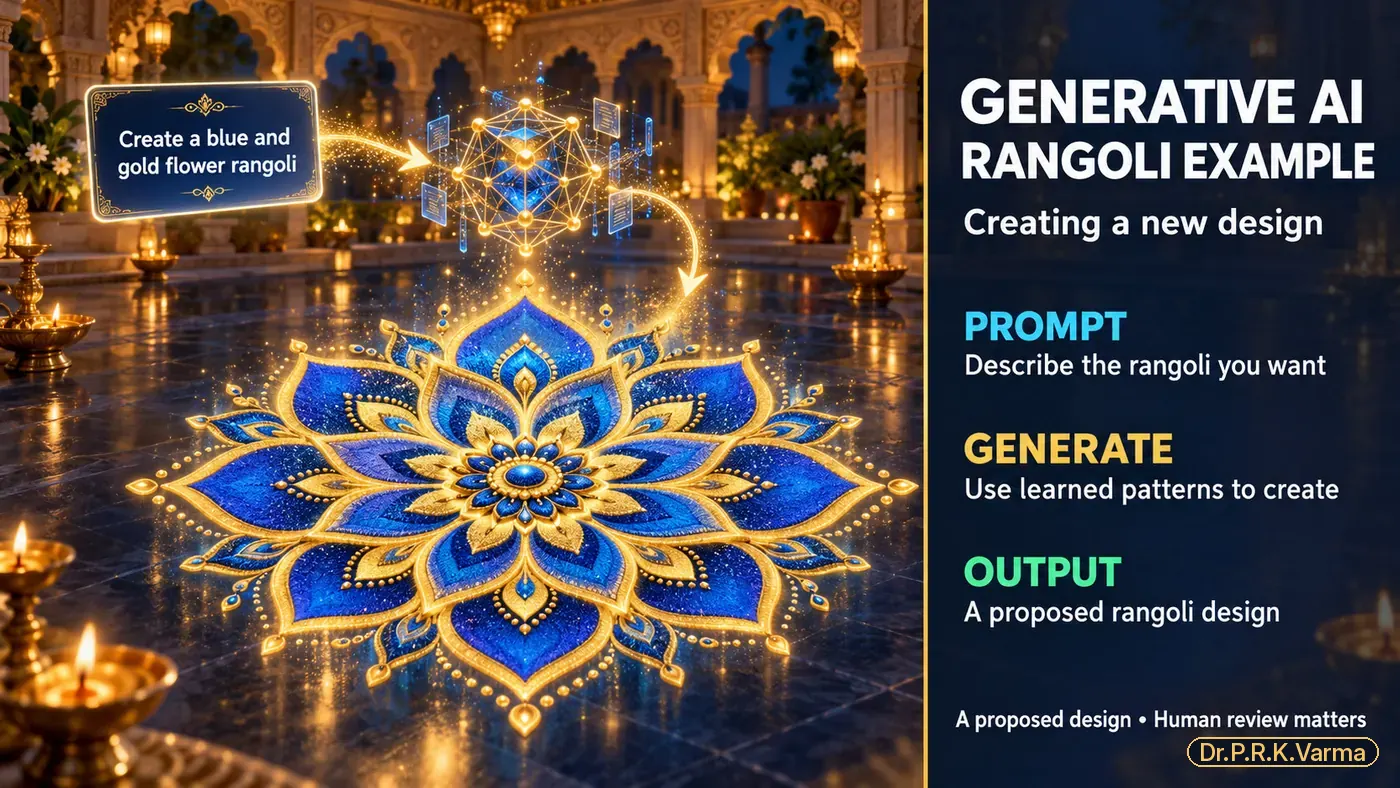 Create a blue and
gold flower rangoli
GENERATIVE AI
RANGOLI EXAMPLE
Creating a new design
PROMPT
Describe the rangoli you want
GENERATE
Use learned patterns to create
OUTPUT
A proposed rangoli design
A proposed design • Human review matters
Dr.P.R.K.Varma